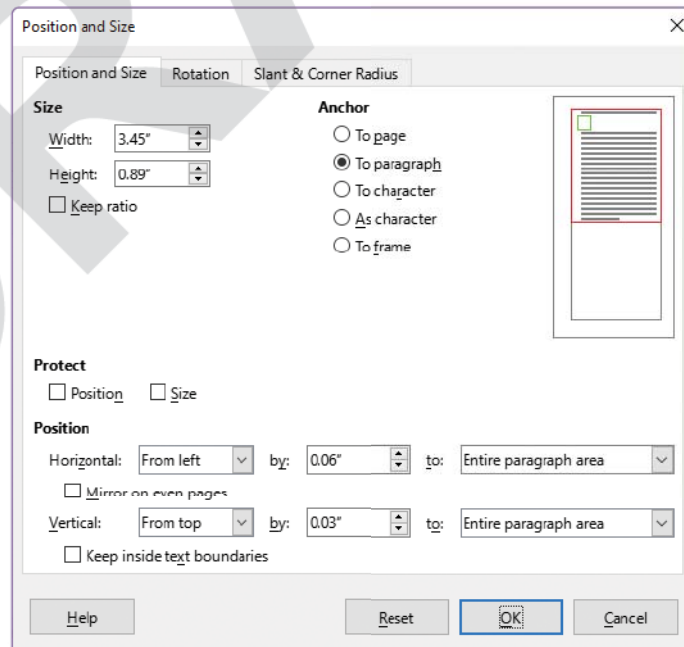 Position and Size
Position and Size Rotation Slant & Corner Radius
Size
Width: 3.45"
Height: 0.89"
Keep ratio
Anchor
To page
To paragraph
To character
As character
To frame
Protect
Position Size
Position
Horizontal: From left by: 0.06" to: Entire paragraph area
Mirror on even pages
Vertical: From top by: 0.03" to: Entire paragraph area
Keep inside text boundaries
Help Reset OK Cancel